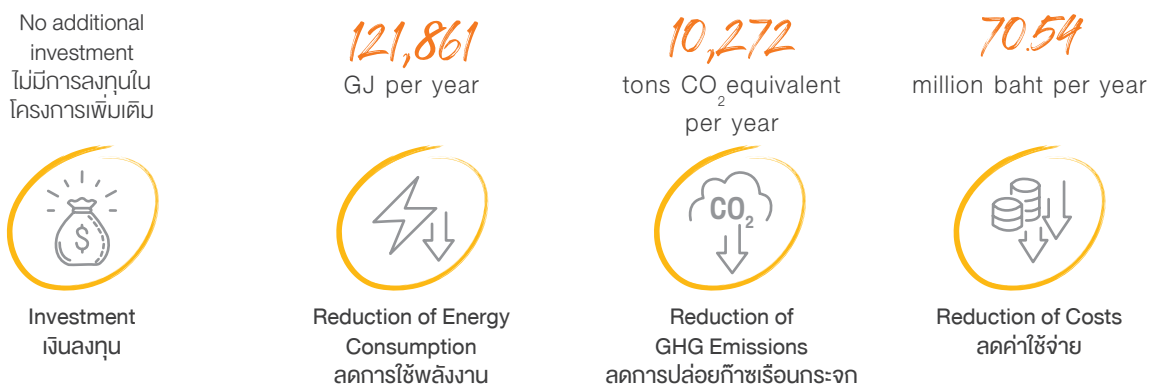 No additional
investment
ไม่มีการลงทุนใน
โครงการเพิ่มเติม
$
Investment
เงินลงทุน
121,861
GJ per year
Reduction of Energy
Consumption
ลดการใช้พลังงาน
10,272
tons CO2 equivalent
per year
CO2
Reduction of
GHG Emissions
ลดการปล่อยก๊าซเรือนกระจก
70.54
million baht per year
Reduction of Costs
ลดค่าใช้จ่าย